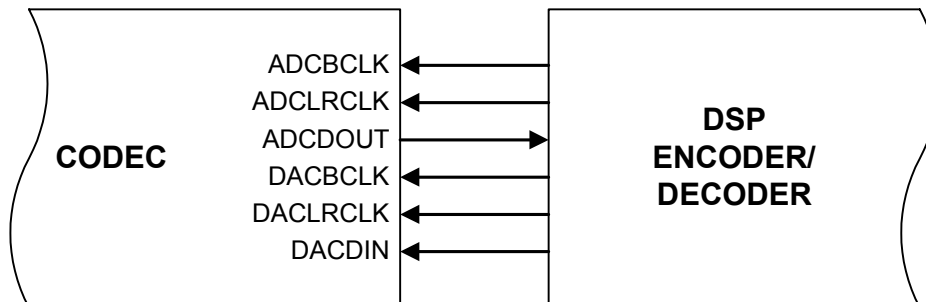 CODEC
ADCBCLK
ADCLRCLK
ADCDOUT
DACBCLK
DACLRCLK
DACDIN
DSP
ENCODER/
DECODER